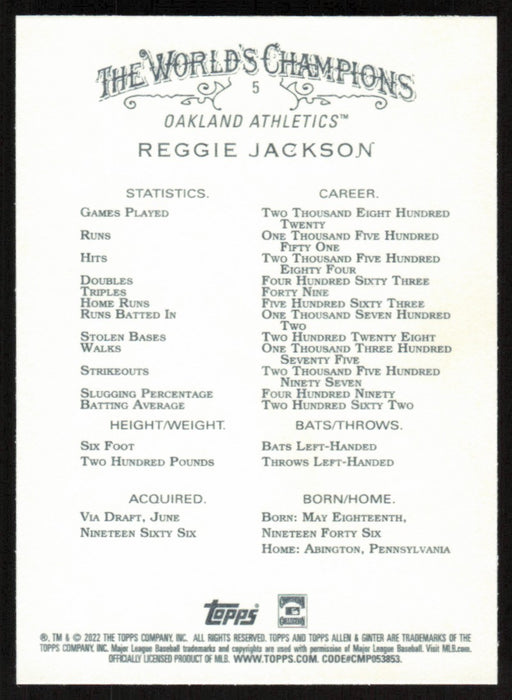 THE WORLD'S CHAMPIONS
5
OAKLAND ATHLETICS™
REGGIE JACKSON
STATISTICS. CAREER.
GAMES PLAYED TWO THOUSAND EIGHT HUNDRED
TWENTY
RUNS ONE THOUSAND FIVE HUNDRED
FIFTY ONE
HITS TWO THOUSAND FIVE HUNDRED
EIGHTY FOUR
DOUBLES FOUR HUNDRED SIXTY THREE
TRIPLES FORTY NINE
HOME RUNS FIVE HUNDRED SIXTY THREE
RUNS BATTED IN ONE THOUSAND SEVEN HUNDRED
TWO
STOLEN BASES TWO HUNDRED TWENTY EIGHT
WALKS ONE THOUSAND THREE HUNDRED
SEVENTY FIVE
STRIKEOUTS TWO THOUSAND FIVE HUNDRED
NINETY SEVEN
SLUGGING PERCENTAGE FOUR HUNDRED NINETY
BATTING AVERAGE TWO HUNDRED SIXTY TWO
HEIGHT/WEIGHT. BATS/THROWS.
SIX FOOT BATS LEFT-HANDED
TWO HUNDRED POUNDS THROWS LEFT-HANDED
ACQUIRED. BORN/HOME.
VIA DRAFT, JUNE BORN: MAY EIGHTEENTH,
NINETEEN SIXTY SIX NINETEEN FORTY SIX
HOME: ABINGTON, PENNSYLVANIA
TOPPS®
®, TM & © 2022 THE TOPPS COMPANY, INC. ALL RIGHTS RESERVED. TOPPS AND TOPPS ALLEN & GINTER ARE TRADEMARKS OF THE
TOPPS COMPANY, INC. Major League Baseball trademarks and copyrights are used with permission of Major League Baseball. Visit MLB.com.
OFFICIALLY LICENSED PRODUCT OF MLB. WWW.TOPPS.COM. CODE#CMP053853.